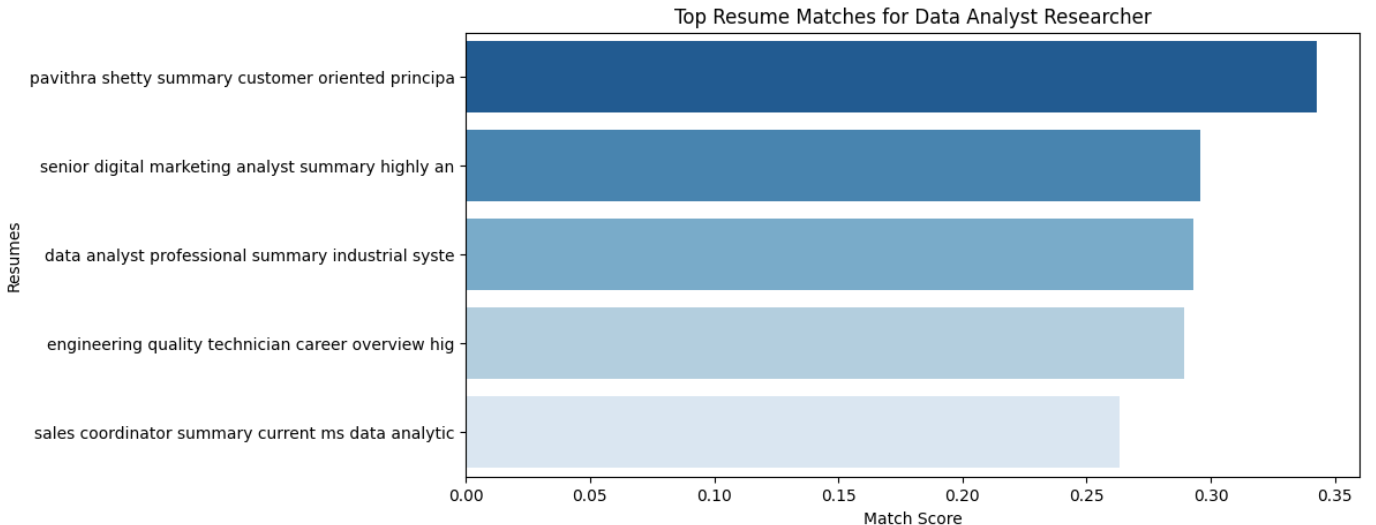 Top Resume Matches for Data Analyst Researcher
pavithra shetty summary customer oriented principa
senior digital marketing analyst summary highly an
data analyst professional summary industrial syste
engineering quality technician career overview hig
sales coordinator summary current ms data analytic
Resumes
0.00 0.05 0.10 0.15 0.20 0.25 0.30 0.35
Match Score